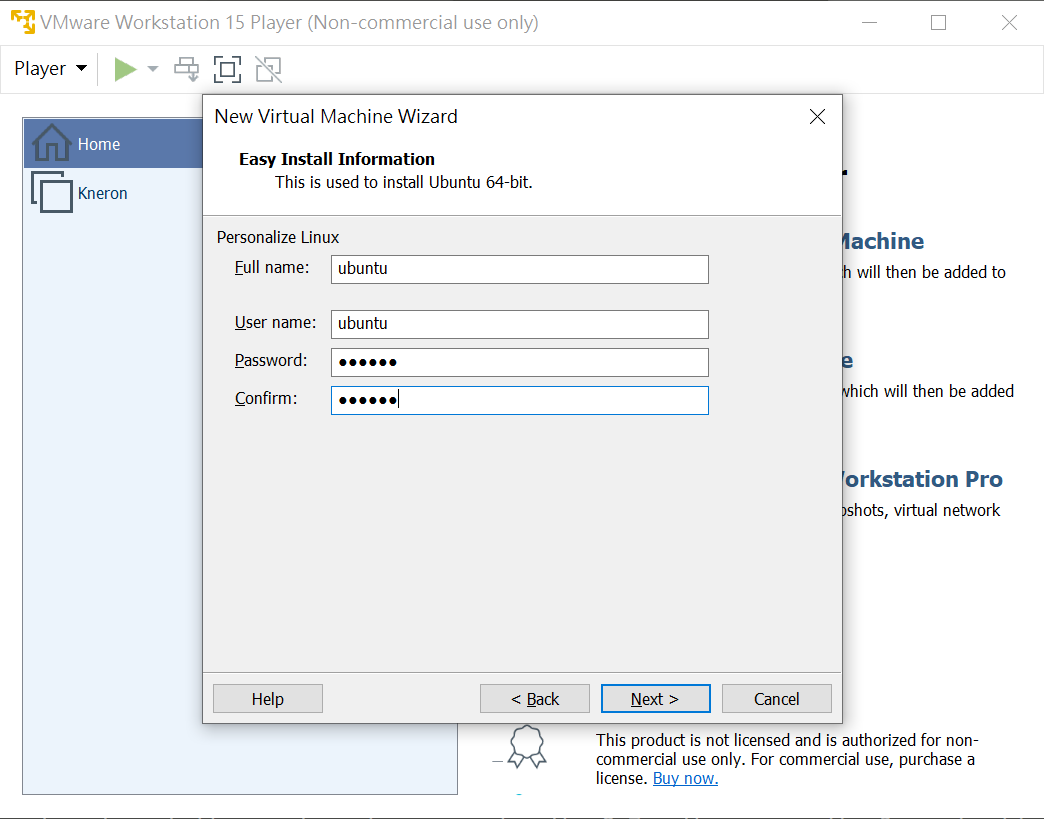 VMware Workstation 15 Player (Non-commercial use only)
Player
New Virtual Machine Wizard
Home
Easy Install Information
This is used to install Ubuntu 64-bit.
Kneron
Personalize Linux
Full name: ubuntu
User name: ubuntu
Password: ●●●●●●
Confirm: ●●●●●●
Machine
will then be added to
which will then be added
Workstation Pro
virtual network
Help
< Back
Next >
Cancel
This product is not licensed and is authorized for non-
commercial use only. For commercial use, purchase a
license. Buy now.